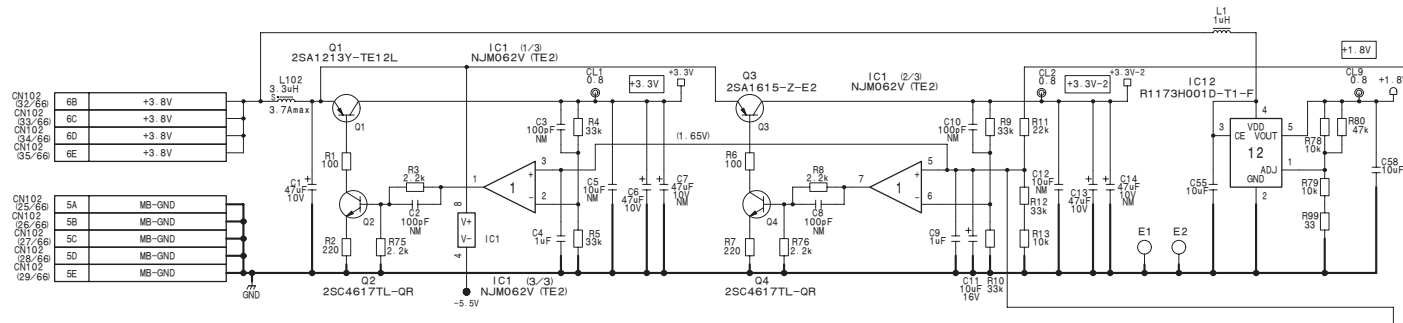 L1
1uH
Q1
2SA1213Y-TE12L
IC1 (1/3)
NJM062V (TE2)
L102
3.3uH
S
3.7Amax
CL1
0.8
+3.3V
+3.3V
Q3
2SA1615-Z-E2
IC1 (2/3)
NJM062V (TE2)
CL2
0.8
+3.3V-2
+3.3V-2
IC12
R1173H001D-T1-F
+1.8V
CL9
0.8
+1.8V
CN102
(32/66)
6B
+3.8V
CN102
(33/66)
6C
+3.8V
CN102
(34/66)
6D
+3.8V
CN102
(35/66)
6E
+3.8V
Q1
R1
100
R3
2.2k
C2
100pF
NM
Q2
R2
220
R75
2.2k
C1
47uF
10V
1
8
V+
V-
4
IC1
-5.5V
3
+
1
2
-
C3
100pF
NM
R4
33k
C4
1uF
R5
33k
C5
10uF
NM
C6
47uF
10V
C7
47uF
10V
NM
(1.65V)
Q3
R6
100
R8
2.2k
C8
100pF
NM
Q4
R7
220
R76
2.2k
7
5
+
1
6
-
C10
100pF
NM
R9
33k
R11
22k
C9
1uF
C11
10uF
16V
R10
33k
C12
10uF
NM
R12
33k
R13
10k
C13
47uF
10V
C14
47uF
10V
NM
E1
E2
C55
10uF
4
3
VDD
CE
VOUT
5
12
ADJ
1
GND
2
R78
10k
R80
47k
R79
10k
R99
33
C58
10uF
CN102
(25/66)
5A
MB-GND
CN102
(26/66)
5B
MB-GND
CN102
(27/66)
5C
MB-GND
CN102
(28/66)
5D
MB-GND
CN102
(29/66)
5E
MB-GND
GND
Q2
2SC4617TL-QR
IC1 (3/3)
NJM062V (TE2)
Q4
2SC4617TL-QR